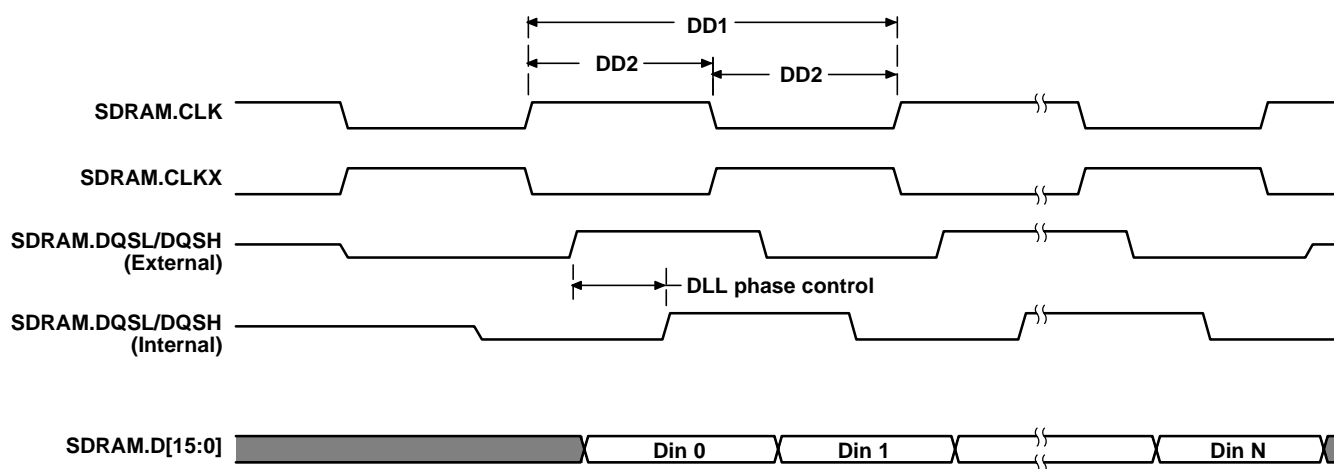 DD1
DD2
DD2
SDRAM.CLK
SDRAM.CLKX
SDRAM.DQSL/DQSH
(External)
DLL phase control
SDRAM.DQSL/DQSH
(Internal)
SDRAM.D[15:0]
Din 0
Din 1
Din N